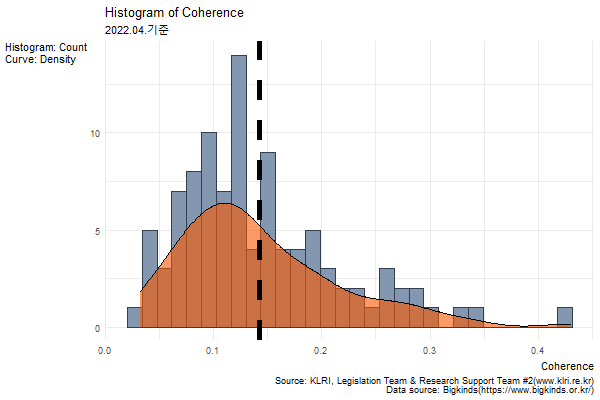 Histogram of Coherence
2022.04.기준
Histogram: Count
Curve: Density
10
5
0
0.0 0.1 0.2 0.3 0.4
Coherence
Source: KLRI, Legislation Team & Research Support Team #2(www.klri.re.kr)
Data source: Bigkinds(https://www.bigkinds.or.kr/)